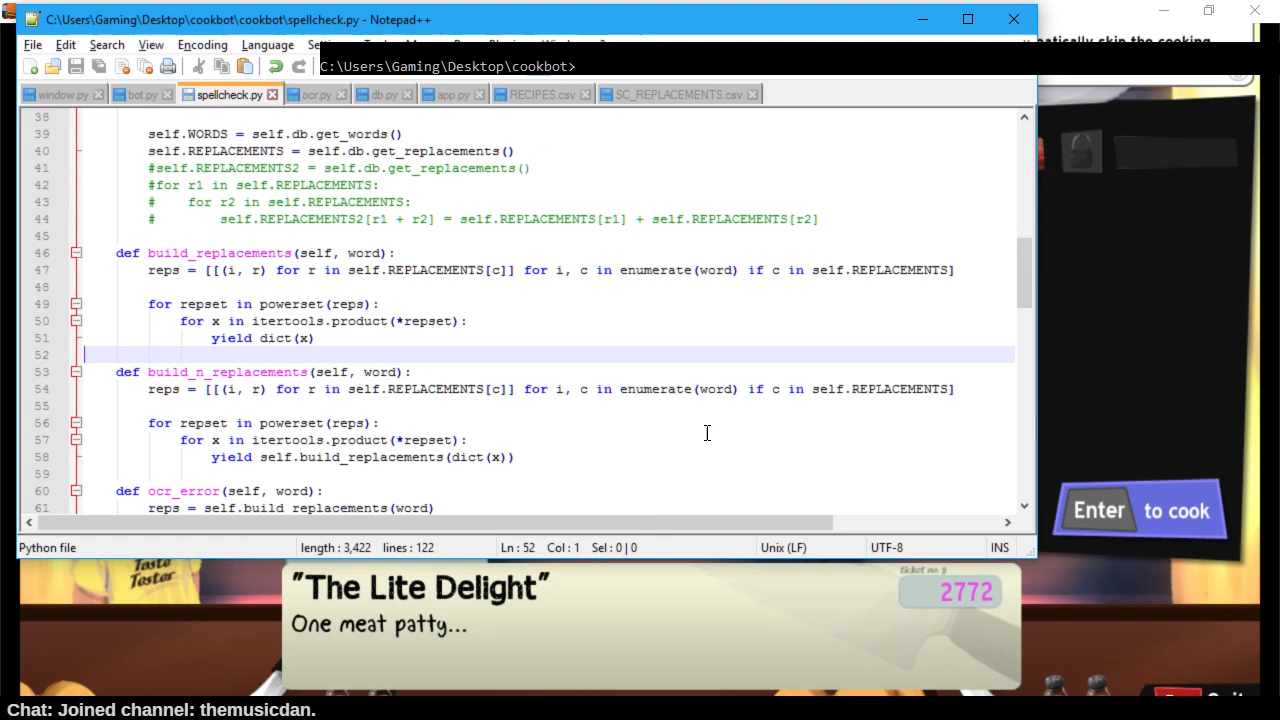 C:\Users\Gaming\Desktop\cookbot\cookbot\spellcheck.py - Notepad++
File Edit Search View Encoding Language
C:\Users\Gaming\Desktop\cookbot>
window.py bot.py spellcheck.py ocr.py db.py app.py RECIPES.csv SC_REPLACEMENTS.csv
38
39 self.WORDS = self.db.get_words()
40 self.REPLACEMENTS = self.db.get_replacements()
41 #self.REPLACEMENTS2 = self.db.get_replacements()
42 #for r1 in self.REPLACEMENTS:
43 #    for r2 in self.REPLACEMENTS:
44 #        self.REPLACEMENTS2[r1 + r2] = self.REPLACEMENTS[r1] + self.REPLACEMENTS[r2]
45
46 def build_replacements(self, word):
47 reps = [[(i, r) for r in self.REPLACEMENTS[c]] for i, c in enumerate(word) if c in self.REPLACEMENTS]
48
49 for repset in powerset(reps):
50 for x in itertools.product(*repset):
51 yield dict(x)
52
53 def build_n_replacements(self, word):
54 reps = [[(i, r) for r in self.REPLACEMENTS[c]] for i, c in enumerate(word) if c in self.REPLACEMENTS]
55
56 for repset in powerset(reps):
57 for x in itertools.product(*repset):
58 yield self.build_replacements(dict(x))
59
60 def ocr_error(self, word):
61 reps = self.build_replacements(word)
Python file length : 3,422 lines : 122 Ln : 52 Col : 1 Sel : 0 | 0 Unix (LF) UTF-8 INS
Enter to cook
Taste
Tester
"The Lite Delight"
ticket no. #
2772
One meat patty...
Chat: Joined channel: themusicdan.